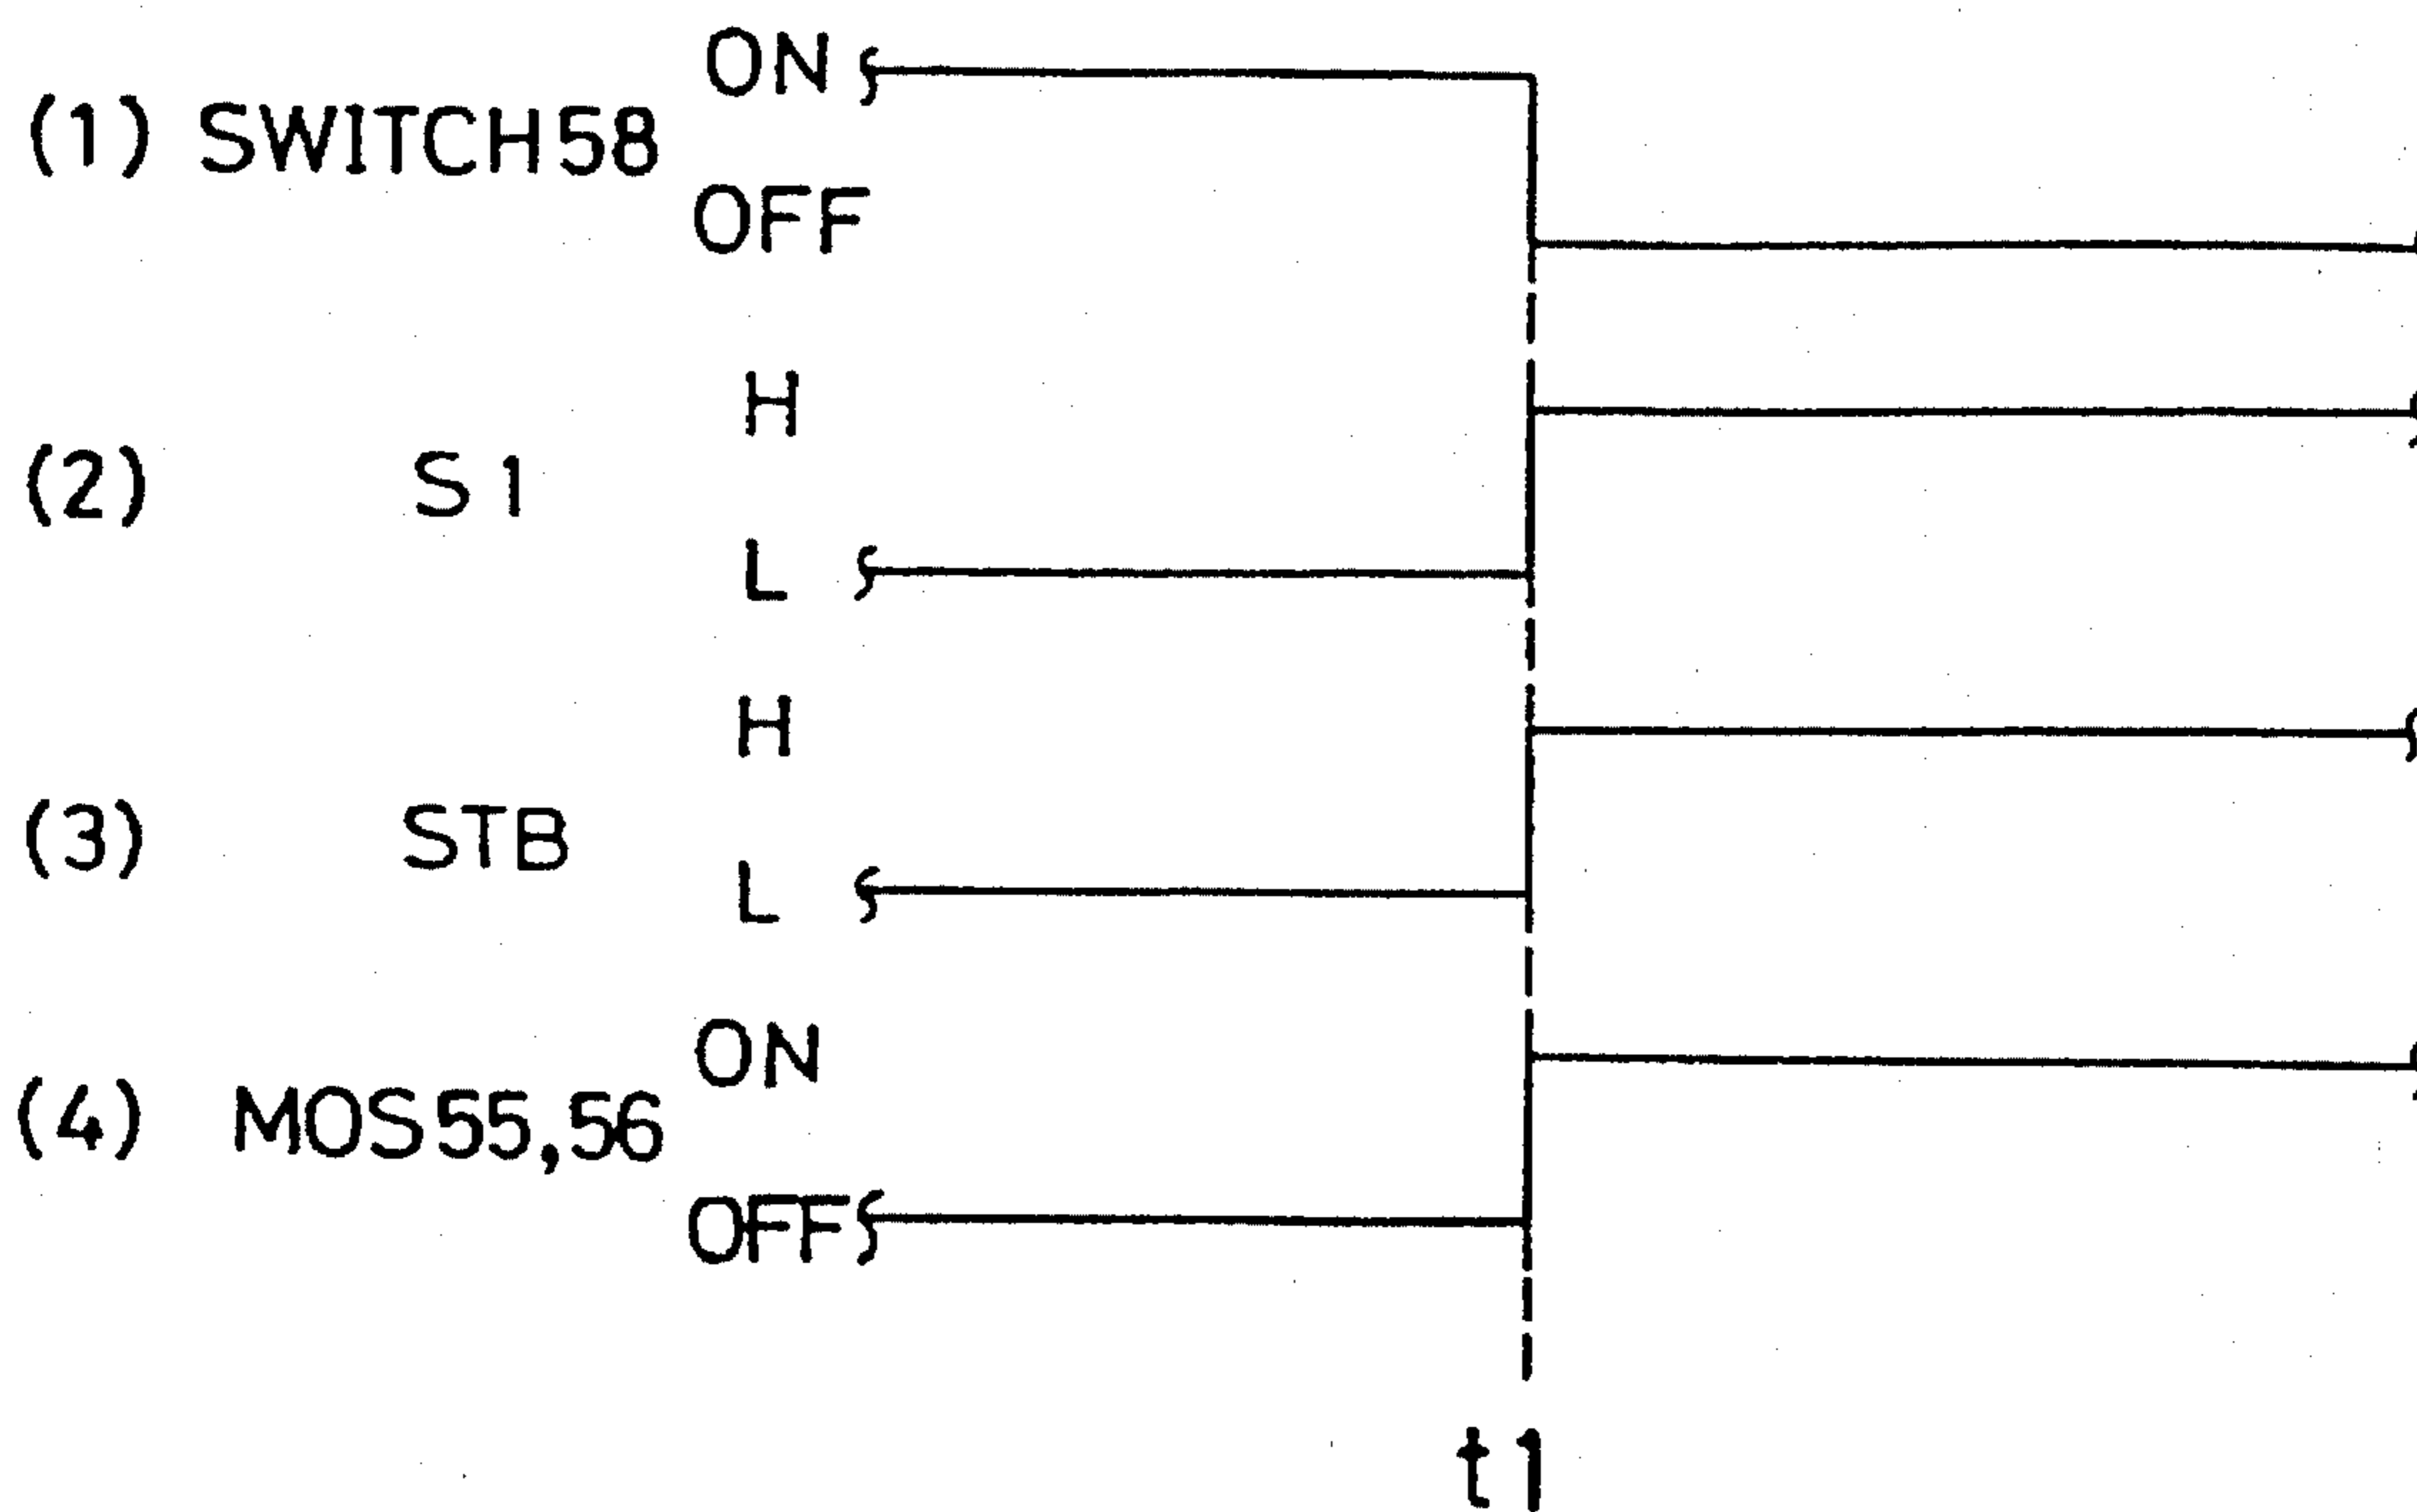 ON
(1) SWITCH58
OFF
H
(2) S1
L
H
(3) STB
L
ON
(4) MOS55,56
OFF
t1